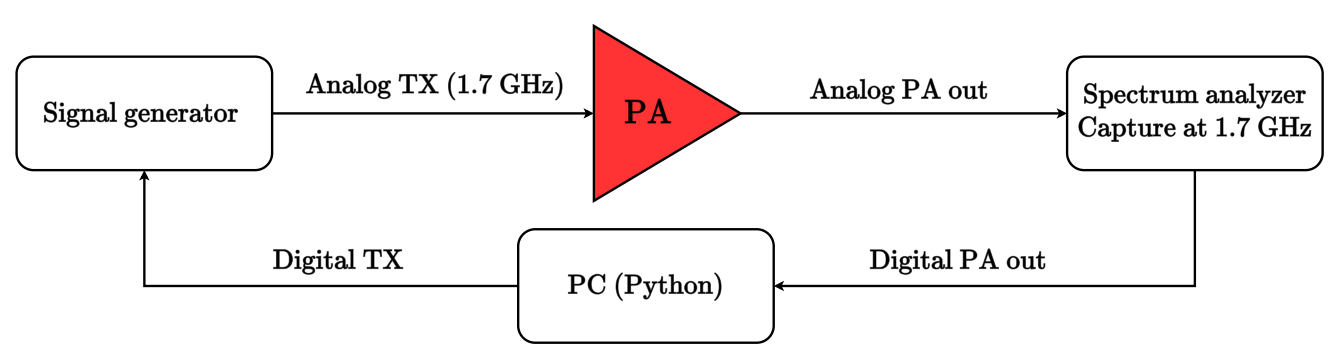 Signal generator
Analog TX (1.7 GHz)
PA
Analog PA out
Spectrum analyzer
Capture at 1.7 GHz
Digital TX
PC (Python)
Digital PA out